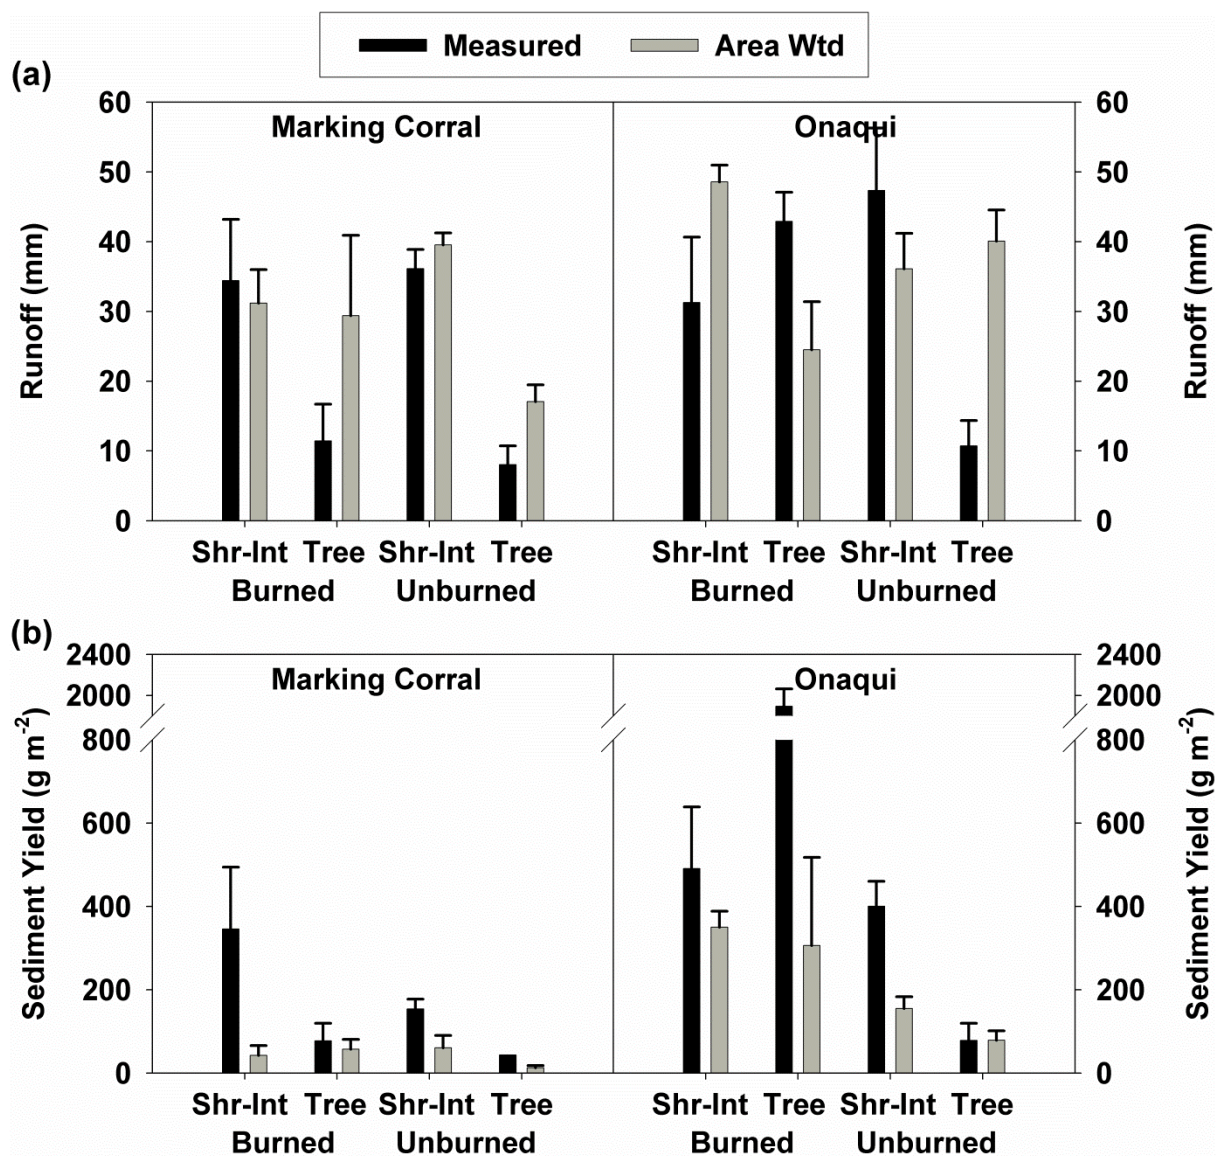 Measured Area Wtd
(a)
60 Marking Corral Onaqui 60
50 50
40 40
30 30
20 20
10 10
0 0
Runoff (mm) Runoff (mm)
Shr-Int Tree Shr-Int Tree Shr-Int Tree Shr-Int Tree
Burned Unburned Burned Unburned
(b)
2400 Marking Corral Onaqui 2400
2000 2000
800 800
600 600
400 400
200 200
0 0
Sediment Yield (g m⁻²) Sediment Yield (g m⁻²)
Shr-Int Tree Shr-Int Tree Shr-Int Tree Shr-Int Tree
Burned Unburned Burned Unburned